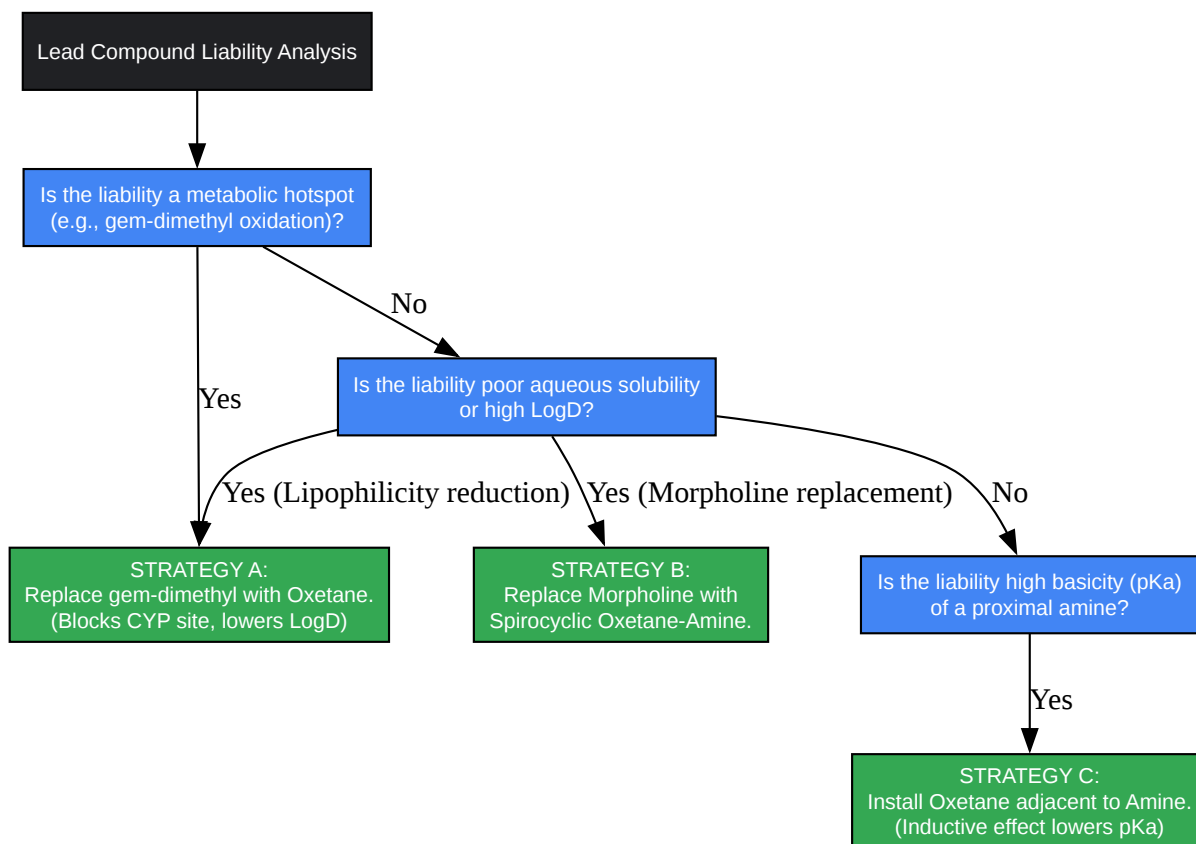 Lead Compound Liability Analysis
Is the liability a metabolic hotspot
(e.g., gem-dimethyl oxidation)?
No
Is the liability poor aqueous solubility
or high LogD?
Yes
Yes (Lipophilicity reduction)
Yes (Morpholine replacement)
No
STRATEGY A:
Replace gem-dimethyl with Oxetane.
(Blocks CYP site, lowers LogD)
STRATEGY B:
Replace Morpholine with
Spirocyclic Oxetane-Amine.
Is the liability high basicity (pKa)
of a proximal amine?
Yes
STRATEGY C:
Install Oxetane adjacent to Amine.
(Inductive effect lowers pKa)